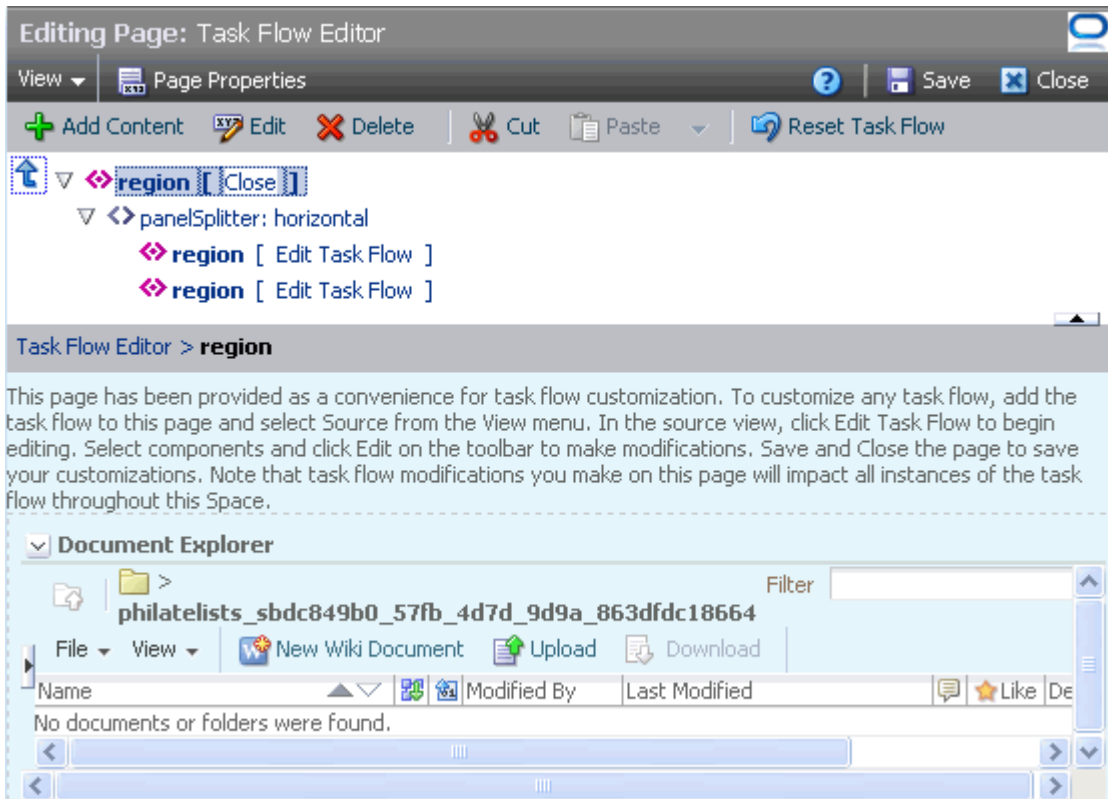 Editing Page: Task Flow Editor
View Page Properties Save Close
Add Content Edit Delete Cut Paste Reset Task Flow
region [ Close ]
panelSplitter: horizontal
region [ Edit Task Flow ]
region [ Edit Task Flow ]
Task Flow Editor > region
This page has been provided as a convenience for task flow customization. To customize any task flow, add the
task flow to this page and select Source from the View menu. In the source view, click Edit Task Flow to begin
editing. Select components and click Edit on the toolbar to make modifications. Save and Close the page to save
your customizations. Note that task flow modifications you make on this page will impact all instances of the task
flow throughout this Space.
Document Explorer
> Filter
philatelists_sbdc849b0_57fb_4d7d_9d9a_863dfdc18664
File View New Wiki Document Upload Download
Name Modified By Last Modified Like De
No documents or folders were found.